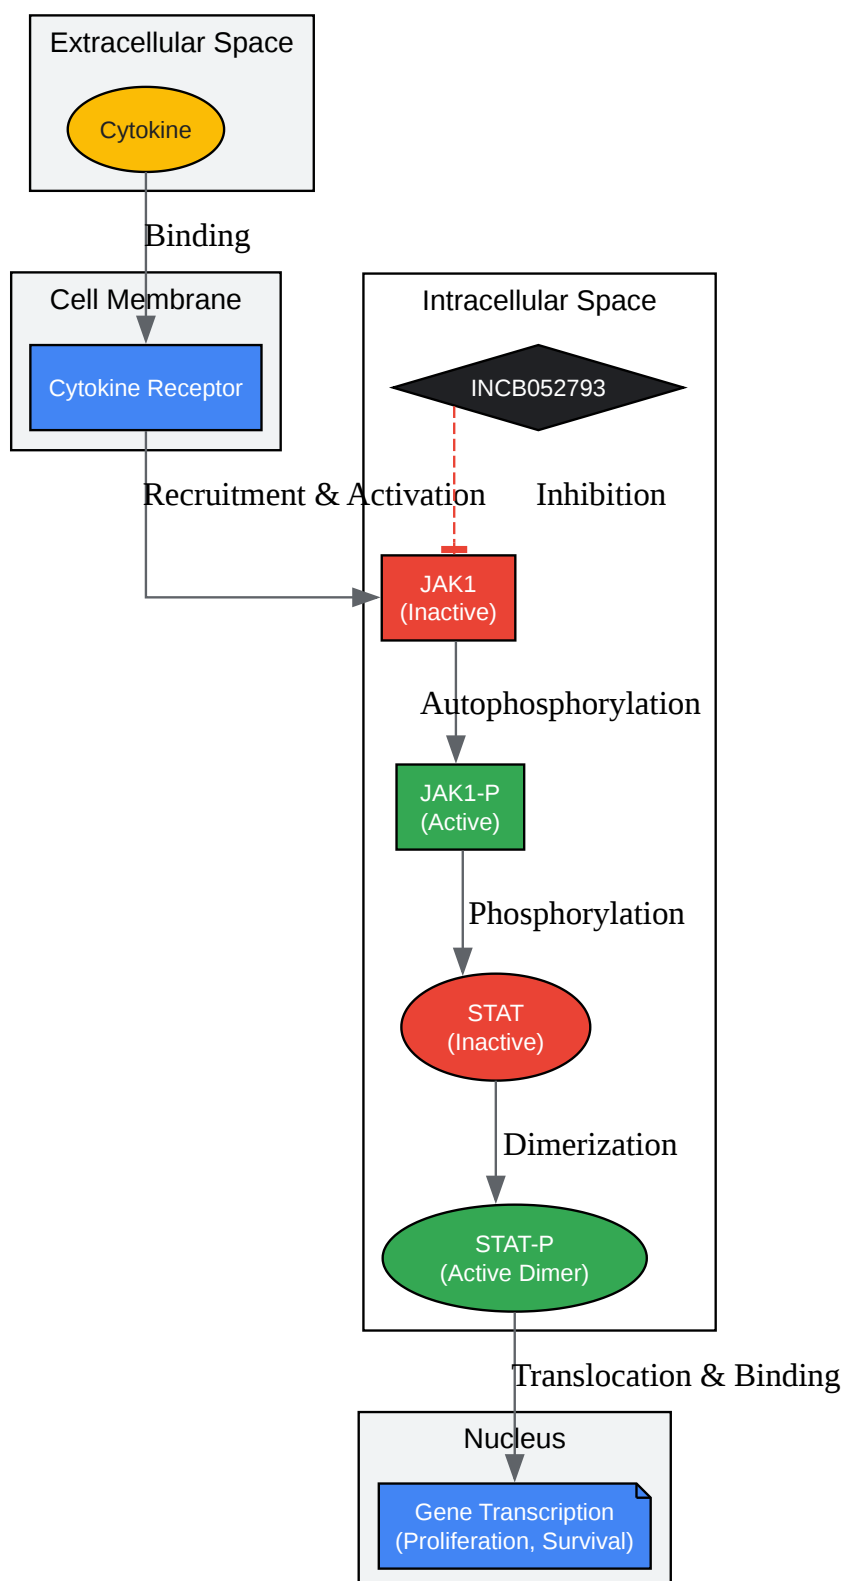 Extracellular Space
Cytokine
Binding
Cell Membrane
Intracellular Space
Cytokine Receptor
INCB052793
Recruitment & Activation
Inhibition
JAK1
(Inactive)
Autophosphorylation
JAK1-P
(Active)
Phosphorylation
STAT
(Inactive)
Dimerization
STAT-P
(Active Dimer)
Translocation & Binding
Nucleus
Gene Transcription
(Proliferation, Survival)